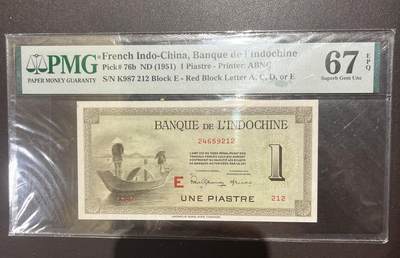 PMG
PAPER MONEY GUARANTY
French Indo-China, Banque de l'Indochine
Pick# 76b ND (1951) 1 Piastre - Printer: ABNC
S/N K987 212 Block E - Red Block Letter A, C, D, or E
67 EPQ
Superb Gem Unc
BANQUE DE L'INDOCHINE
24659212
E
1
UNE PIASTRE
212